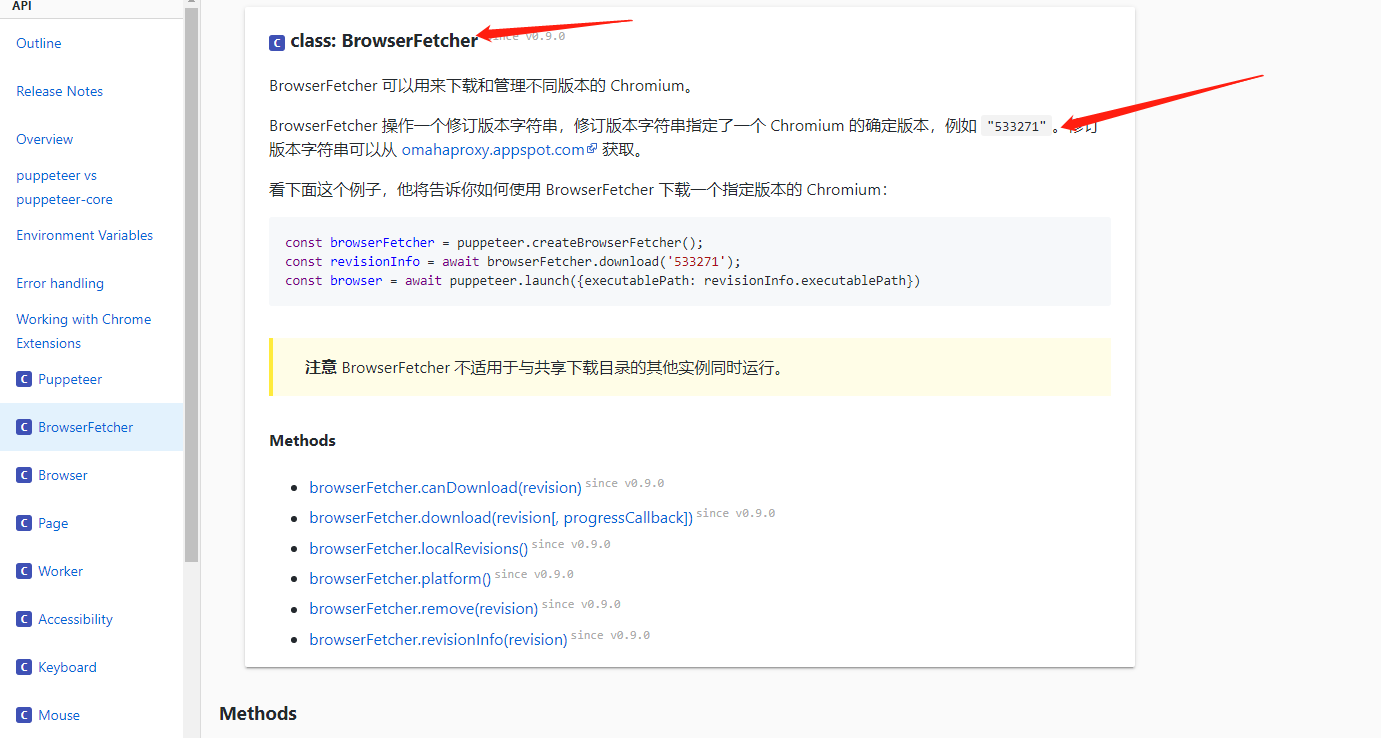 API
Outline
Release Notes
Overview
puppeteer vs
puppeteer-core
Environment Variables
Error handling
Working with Chrome
Extensions
C Puppeteer
C BrowserFetcher
C Browser
C Page
C Worker
C Accessibility
C Keyboard
C Mouse
C class: BrowserFetcher since v0.9.0
BrowserFetcher 可以用来下载和管理不同版本的 Chromium。
BrowserFetcher 操作一个修订版本字符串，修订版本字符串指定了一个 Chromium 的确定版本，例如 "533271" 。修订
版本字符串可以从 omahaproxy.appspot.com 获取。
看下面这个例子，他将告诉你如何使用 BrowserFetcher 下载一个指定版本的 Chromium：
const browserFetcher = puppeteer.createBrowserFetcher();
const revisionInfo = await browserFetcher.download('533271');
const browser = await puppeteer.launch({executablePath: revisionInfo.executablePath})
注意 BrowserFetcher 不适用于与共享下载目录的其他实例同时运行。
Methods
browserFetcher.canDownload(revision) since v0.9.0
browserFetcher.download(revision[, progressCallback]) since v0.9.0
browserFetcher.localRevisions() since v0.9.0
browserFetcher.platform() since v0.9.0
browserFetcher.remove(revision) since v0.9.0
browserFetcher.revisionInfo(revision) since v0.9.0
Methods